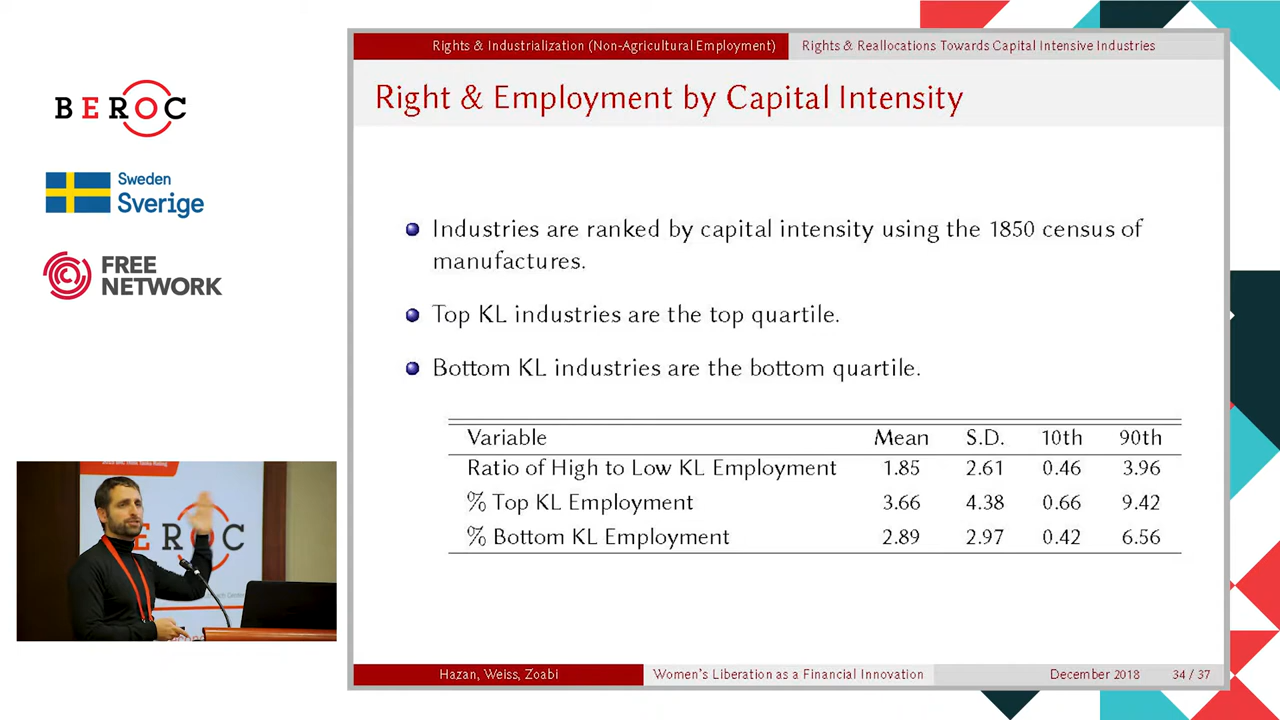 BEROC
Sweden
Sverige
FREE
NETWORK
Rights & Industrialization (Non-Agricultural Employment) Rights & Reallocations Towards Capital Intensive Industries
Right & Employment by Capital Intensity
Industries are ranked by capital intensity using the 1850 census of
manufactures.
Top KL industries are the top quartile.
Bottom KL industries are the bottom quartile.
Variable Mean S.D. 10th 90th
Ratio of High to Low KL Employment 1.85 2.61 0.46 3.96
% Top KL Employment 3.66 4.38 0.66 9.42
% Bottom KL Employment 2.89 2.97 0.42 6.56
EROC
Hazan, Weiss, Zoabi Women's Liberation as a Financial Innovation December 2018 34 / 37